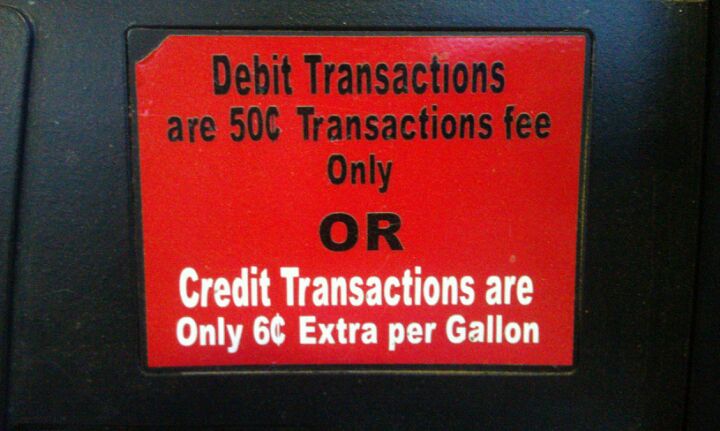 Debit Transactions
are 50¢ Transactions fee
Only
OR
Credit Transactions are
Only 6¢ Extra per Gallon